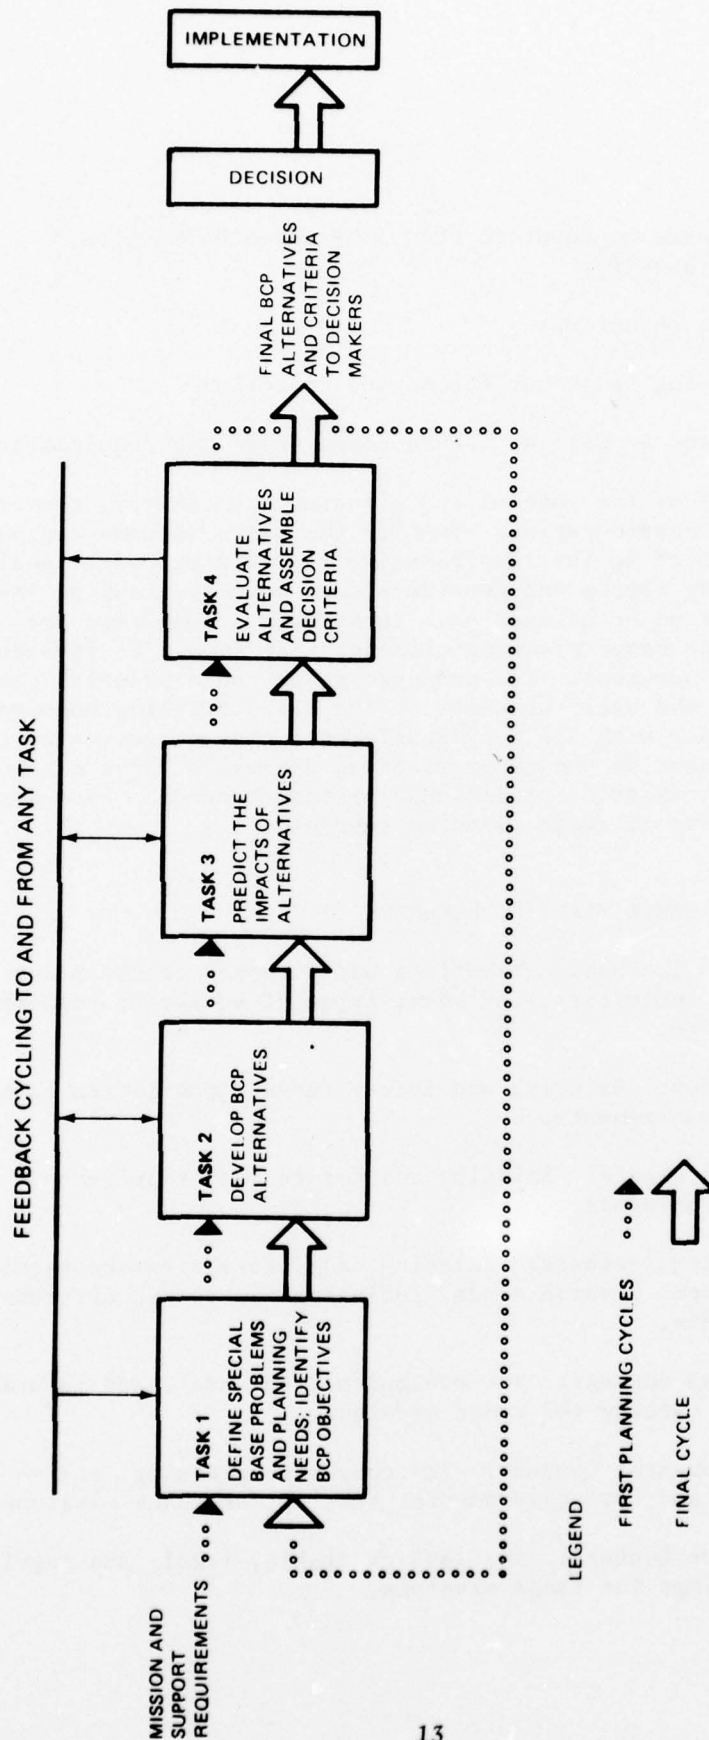 FEEDBACK CYCLING TO AND FROM ANY TASK
MISSION AND
SUPPORT
REQUIREMENTS
TASK 1
DEFINE SPECIAL
BASE PROBLEMS
AND PLANNING
NEEDS; IDENTIFY
BCP OBJECTIVES
TASK 2
DEVELOP BCP
ALTERNATIVES
TASK 3
PREDICT THE
IMPACTS OF
ALTERNATIVES
TASK 4
EVALUATE
ALTERNATIVES
AND ASSEMBLE
DECISION
CRITERIA
FINAL BCP
ALTERNATIVES
AND CRITERIA
TO DECISION
MAKERS
DECISION
IMPLEMENTATION
LEGEND
FIRST PLANNING CYCLES
FINAL CYCLE
13